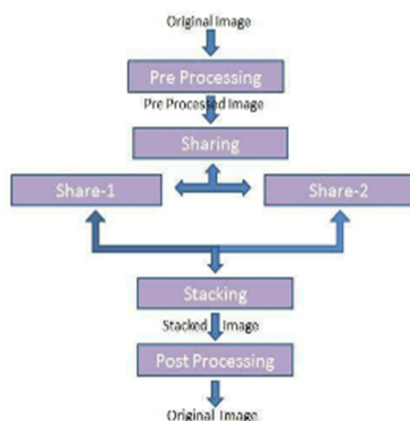 Original Image
Pre Processing
Pre Processed Image
Sharing
Share-1
Share-2
Stacking
Stacked Image
Post Processing
Original Image